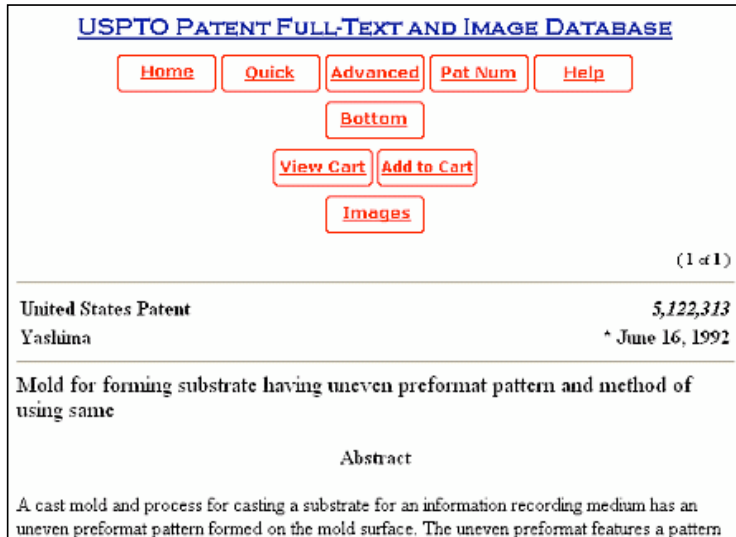 USPTO PATENT FULL-TEXT AND IMAGE DATABASE
Home Quick Advanced Pat Num Help
Bottom
View Cart Add to Cart
Images
(1 of 1)
United States Patent 5,122,313
Yashima * June 16, 1992
Mold for forming substrate having uneven preformat pattern and method of
using same
Abstract
A cast mold and process for casting a substrate for an information recording medium has an
uneven preformat pattern formed on the mold surface. The uneven preformat features a pattern